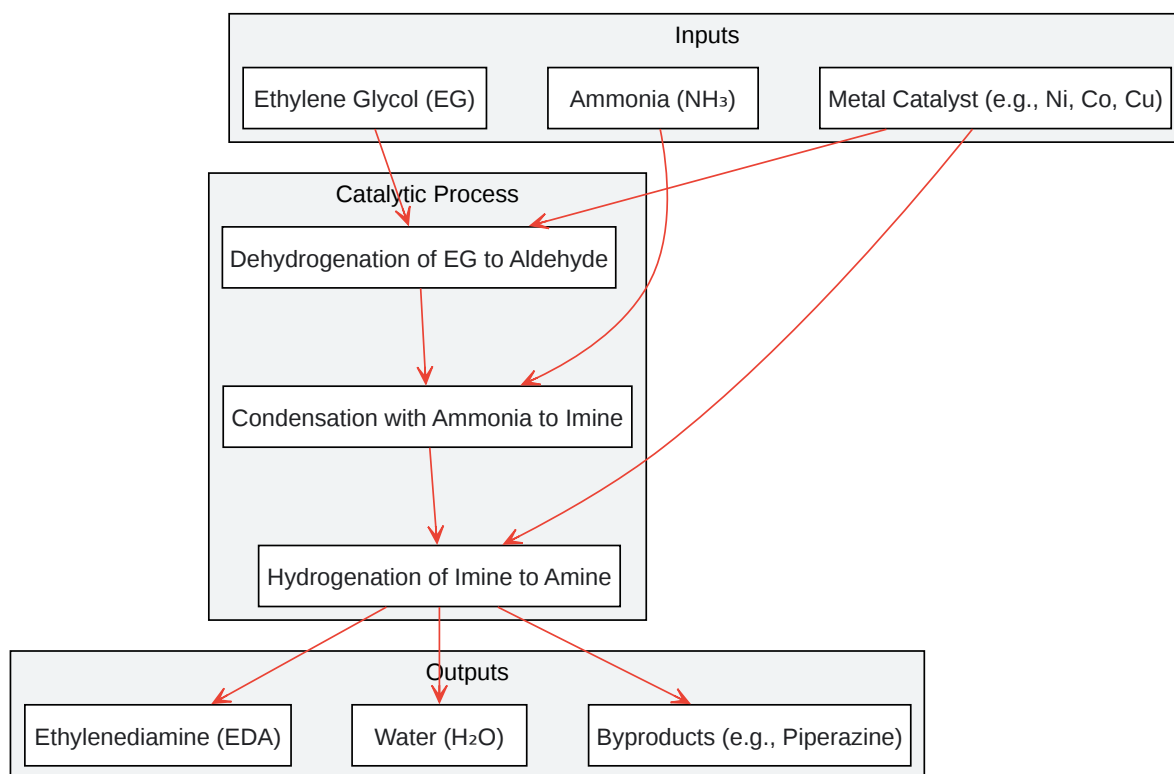 Inputs
Ethylene Glycol (EG)
Ammonia (NH₃)
Metal Catalyst (e.g., Ni, Co, Cu)
Catalytic Process
Dehydrogenation of EG to Aldehyde
Condensation with Ammonia to Imine
Hydrogenation of Imine to Amine
Outputs
Ethylenediamine (EDA)
Water (H₂O)
Byproducts (e.g., Piperazine)